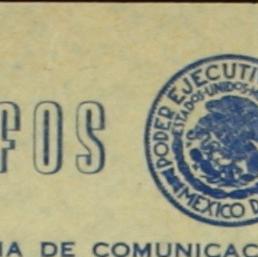 FOS
PODER EJECUTI
ESTADOS·UNIDOS·M
MEXICO D
IA DE COMUNICAC